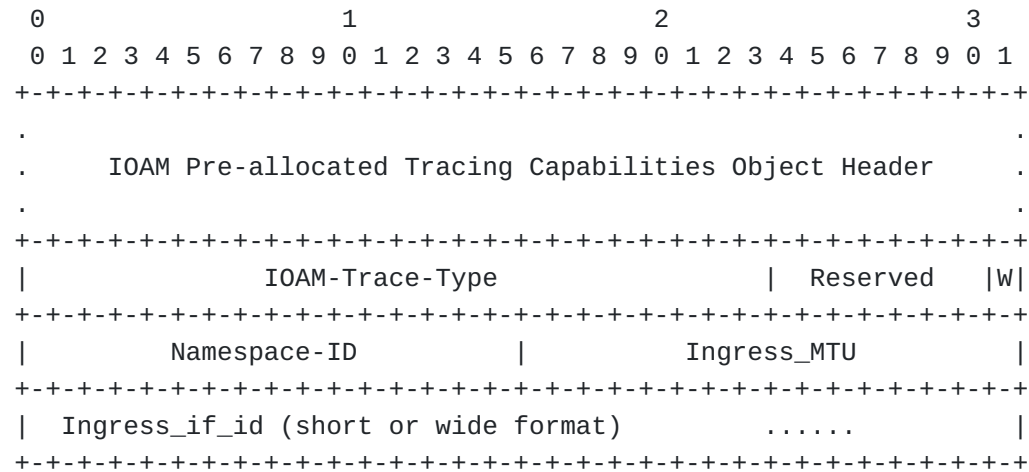 0                   1                   2                   3
 0 1 2 3 4 5 6 7 8 9 0 1 2 3 4 5 6 7 8 9 0 1 2 3 4 5 6 7 8 9 0 1
+-+-+-+-+-+-+-+-+-+-+-+-+-+-+-+-+-+-+-+-+-+-+-+-+-+-+-+-+-+-+-+-+
.                                                               .
.     IOAM Pre-allocated Tracing Capabilities Object Header     .
.                                                               .
+-+-+-+-+-+-+-+-+-+-+-+-+-+-+-+-+-+-+-+-+-+-+-+-+-+-+-+-+-+-+-+-+
|               IOAM-Trace-Type                 |  Reserved   |W|
+-+-+-+-+-+-+-+-+-+-+-+-+-+-+-+-+-+-+-+-+-+-+-+-+-+-+-+-+-+-+-+-+
|         Namespace-ID          |          Ingress_MTU          |
+-+-+-+-+-+-+-+-+-+-+-+-+-+-+-+-+-+-+-+-+-+-+-+-+-+-+-+-+-+-+-+-+
|  Ingress_if_id (short or wide format)         ......          |
+-+-+-+-+-+-+-+-+-+-+-+-+-+-+-+-+-+-+-+-+-+-+-+-+-+-+-+-+-+-+-+-+